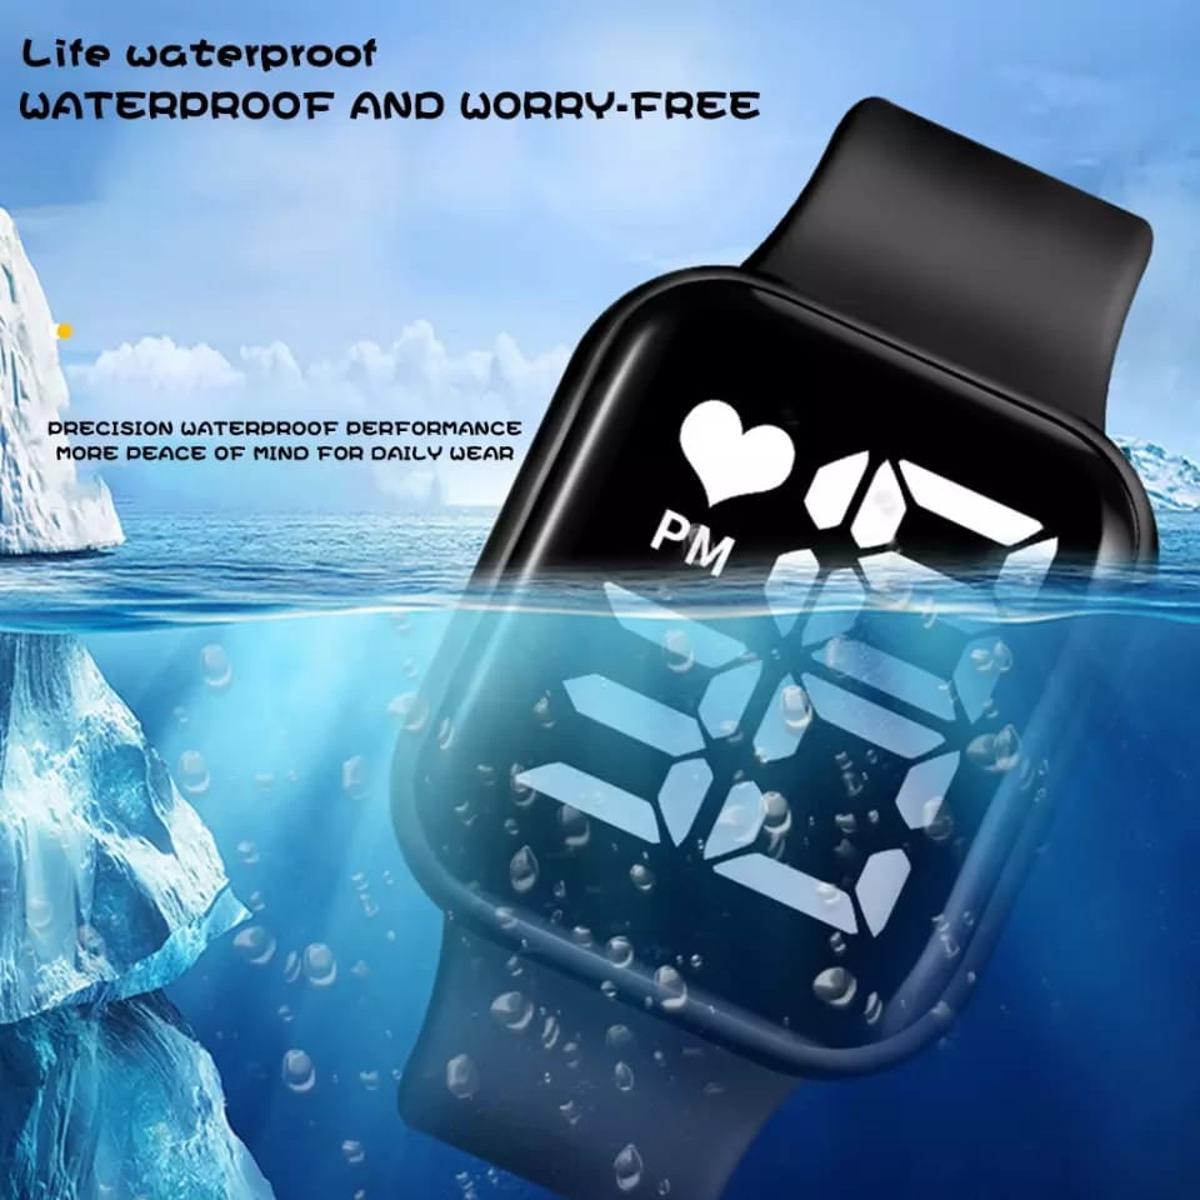 Life waterproof
WATERPROOF AND WORRY-FREE
PRECISION WATERPROOF PERFORMANCE
MORE PEACE OF MIND FOR DAILY WEAR
PM